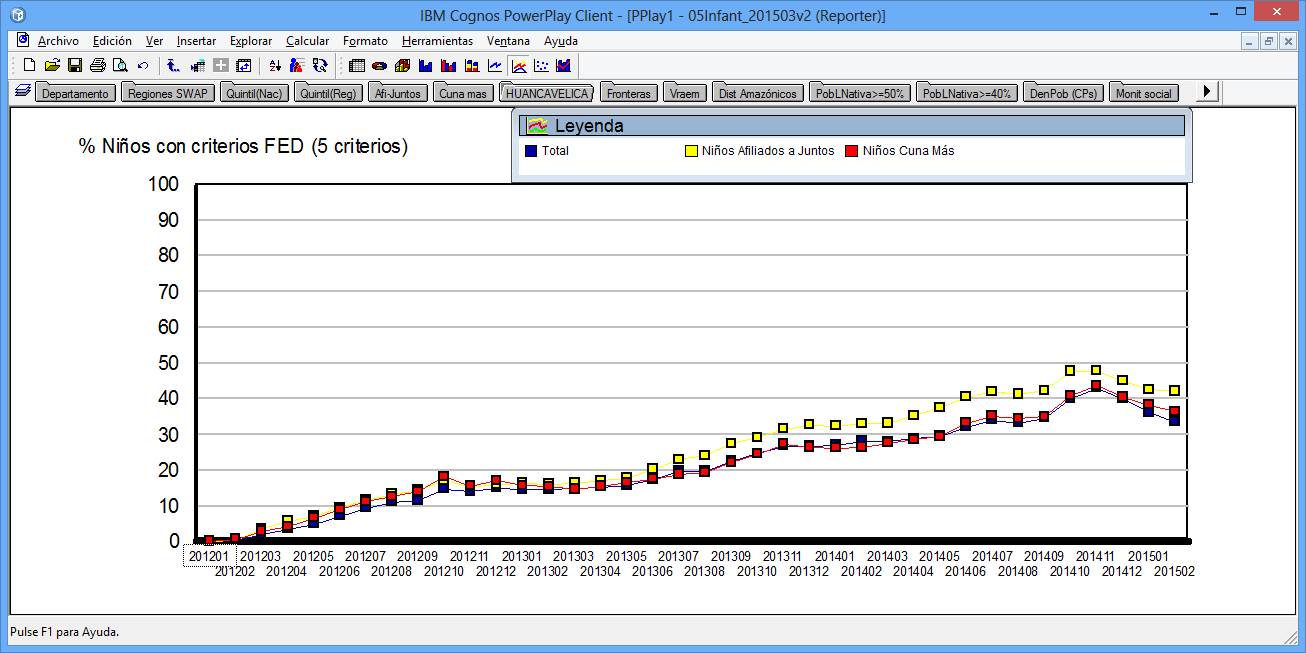 IBM Cognos PowerPlay Client - [PPlay1 - 05Infant_201503v2 (Reporter)]
Archivo Edición Ver Insertar Explorar Calcular Formato Herramientas Ventana Ayuda
Departamento Regiones SWAP Quintil(Nac) Quintil(Reg) Afi-Juntos Cuna mas HUANCAVELICA Fronteras Vraem Dist Amazónicos PobLNativa>=50% PobLNativa>=40% DenPob (CPs) Monit social
Leyenda
Total Niños Afiliados a Juntos Niños Cuna Más
% Niños con criterios FED (5 criterios)
100
90
80
70
60
50
40
30
20
10
0
201201 201203 201205 201207 201209 201211 201301 201303 201305 201307 201309 201311 201401 201403 201405 201407 201409 201411 201501
201202 201204 201206 201208 201210 201212 201302 201304 201306 201308 201310 201312 201402 201404 201406 201408 201410 201412 201502
Pulse F1 para Ayuda.